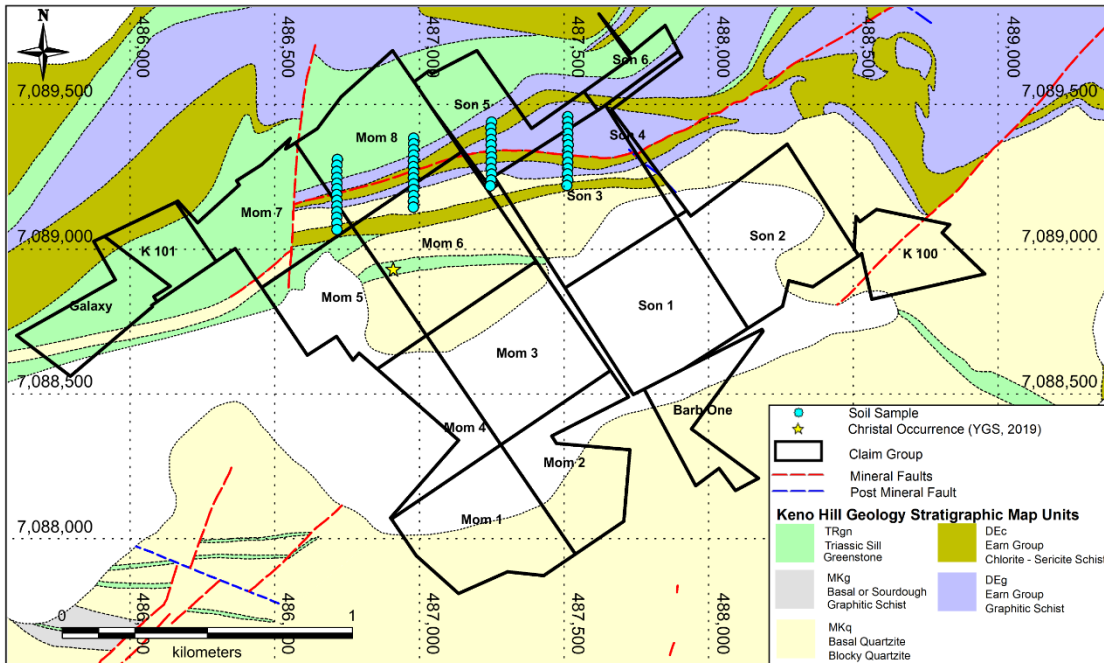 N
486,000
486,500
487,000
487,500
488,000
488,500
489,000
7,089,500
7,089,500
Son 6
Son 5
Mom 8
Son 4
Son 3
Mom 7
K 101
Mom 6
Son 2
K 100
7,089,000
7,089,000
Galaxy
Mom 5
Son 1
Mom 3
7,088,500
7,088,500
Barb One
Mom 4
Mom 2
Mom 1
7,088,000
486,000
486,
487,000
487,500
488,000
0
1
kilometers
Soil Sample
Christal Occurrence (YGS, 2019)
Claim Group
Mineral Faults
Post Mineral Fault
Keno Hill Geology Stratigraphic Map Units
TRgn
Triassic Sill
Greenstone
DEc
Earn Group
Chlorite - Sericite Schist
MKg
Basal or Sourdough
Graphitic Schist
DEg
Earn Group
Graphitic Schist
MKq
Basal Quartzite
Blocky Quartzite